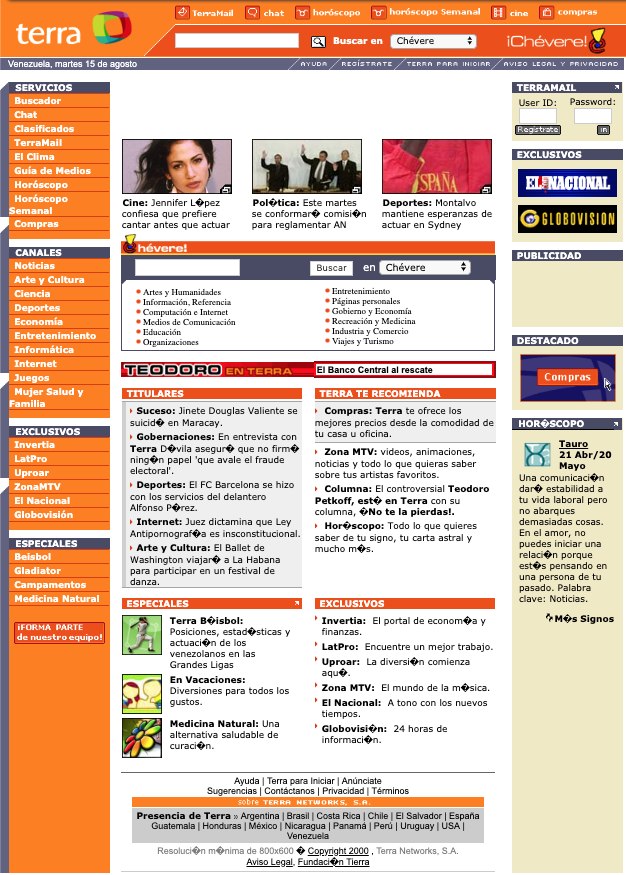 terra
TerraMail chat horóscopo horóscopo Semanal cine compras
Buscar en Chévere ¡Chévere!
Venezuela, martes 15 de agosto
AYUDA REGÍSTRATE TERRA PARA INICIAR AVISO LEGAL Y PRIVACIDAD
SERVICIOS
Buscador
Chat
Clasificados
TerraMail
El Clima
Guía de Medios
Horóscopo
Horóscopo
Semanal
Compras
CANALES
Noticias
Arte y Cultura
Ciencia
Deportes
Economía
Entretenimiento
Informática
Internet
Juegos
Mujer Salud y
Familia
EXCLUSIVOS
Invertia
LatPro
Uproar
ZonaMTV
El Nacional
Globovisión
ESPECIALES
Beisbol
Gladiator
Campamentos
Medicina Natural
¡FORMA PARTE
de nuestro equipo!
ESPAÑA
Cine: Jennifer L�pez
confiesa que prefiere
cantar antes que actuar
Pol�tica: Este martes
se conformar� comisi�n
para reglamentar AN
Deportes: Montalvo
mantiene esperanzas de
actuar en Sydney
¡Chévere!
Buscar en Chévere
Artes y Humanidades
Información, Referencia
Computación e Internet
Medios de Comunicación
Educación
Organizaciones
Entretenimiento
Páginas personales
Gobierno y Economía
Recreación y Medicina
Industria y Comercio
Viajes y Turismo
TEODORO EN TERRA El Banco Central al rescate
TITULARES
Suceso: Jinete Douglas Valiente se
suicid� en Maracay.
Gobernaciones: En entrevista con
Terra D�vila asegur� que no firm�
ning�n papel 'que avale el fraude
electoral'.
Deportes: El FC Barcelona se hizo
con los servicios del delantero
Alfonso P�rez.
Internet: Juez dictamina que Ley
Antipornograf�a es insconstitucional.
Arte y Cultura: El Ballet de
Washington viajar� a La Habana
para participar en un festival de
danza.
TERRA TE RECOMIENDA
Compras: Terra te ofrece los
mejores precios desde la comodidad de
tu casa u oficina.
Zona MTV: videos, animaciones,
noticias y todo lo que quieras saber
sobre tus artistas favoritos.
Columna: El controversial Teodoro
Petkoff, est� en Terra con su
columna, �No te la pierdas!.
Hor�scopo: Todo lo que quieres
saber de tu signo, tu carta astral y
mucho m�s.
ESPECIALES
Terra B�isbol:
Posiciones, estad�sticas y
actuaci�n de los
venezolanos en las
Grandes Ligas
En Vacaciones:
Diversiones para todos los
gustos.
Medicina Natural: Una
alternativa saludable de
curaci�n.
EXCLUSIVOS
Invertia: El portal de econom�a y
finanzas.
LatPro: Encuentre un mejor trabajo.
Uproar: La diversi�n comienza
aqu�.
Zona MTV: El mundo de la m�sica.
El Nacional: A tono con los nuevos
tiempos.
Globovisi�n: 24 horas de
informaci�n.
TERRAMAIL
User ID: Password:
Regístrate in
EXCLUSIVOS
EL NACIONAL
GLOBOVISION
PUBLICIDAD
DESTACADO
Compras
HOR�SCOPO
Tauro
21 Abr/20
Mayo
Una comunicaci�n
dar� estabilidad a
tu vida laboral pero
no abarques
demasiadas cosas.
En el amor, no
puedes iniciar una
relaci�n porque
est�s pensando en
una persona de tu
pasado. Palabra
clave: Noticias.
M�s Signos
Ayuda | Terra para Iniciar | Anúnciate
Sugerencias | Contáctanos | Privacidad | Términos
sobre TERRA NETWORKS, S.A.
Presencia de Terra » Argentina | Brasil | Costa Rica | Chile | El Salvador | España
Guatemala | Honduras | México | Nicaragua | Panamá | Perú | Uruguay | USA |
Venezuela
Resoluci�n m�nima de 800x600 � Copyright 2000 , Terra Networks, S.A.
Aviso Legal, Fundaci�n Tierra